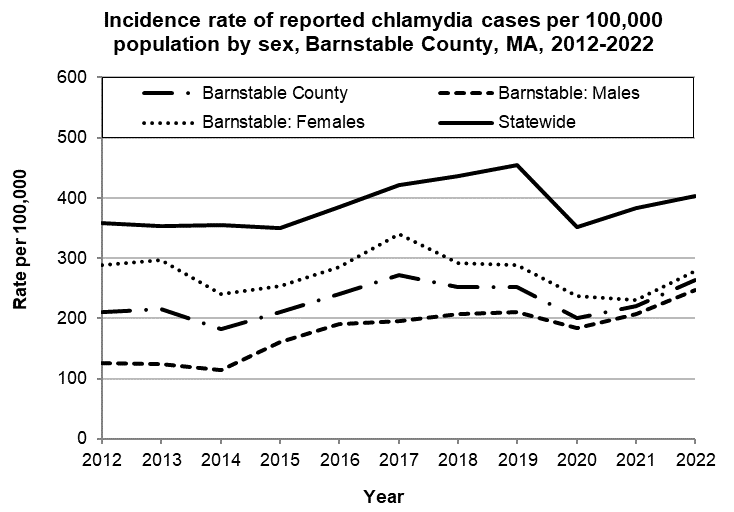 Incidence rate of reported chlamydia cases per 100,000
population by sex, Barnstable County, MA, 2012-2022
600
500
400
300
200
100
0
Rate per 100,000
Barnstable County
Barnstable: Males
Barnstable: Females
Statewide
2012 2013 2014 2015 2016 2017 2018 2019 2020 2021 2022
Year